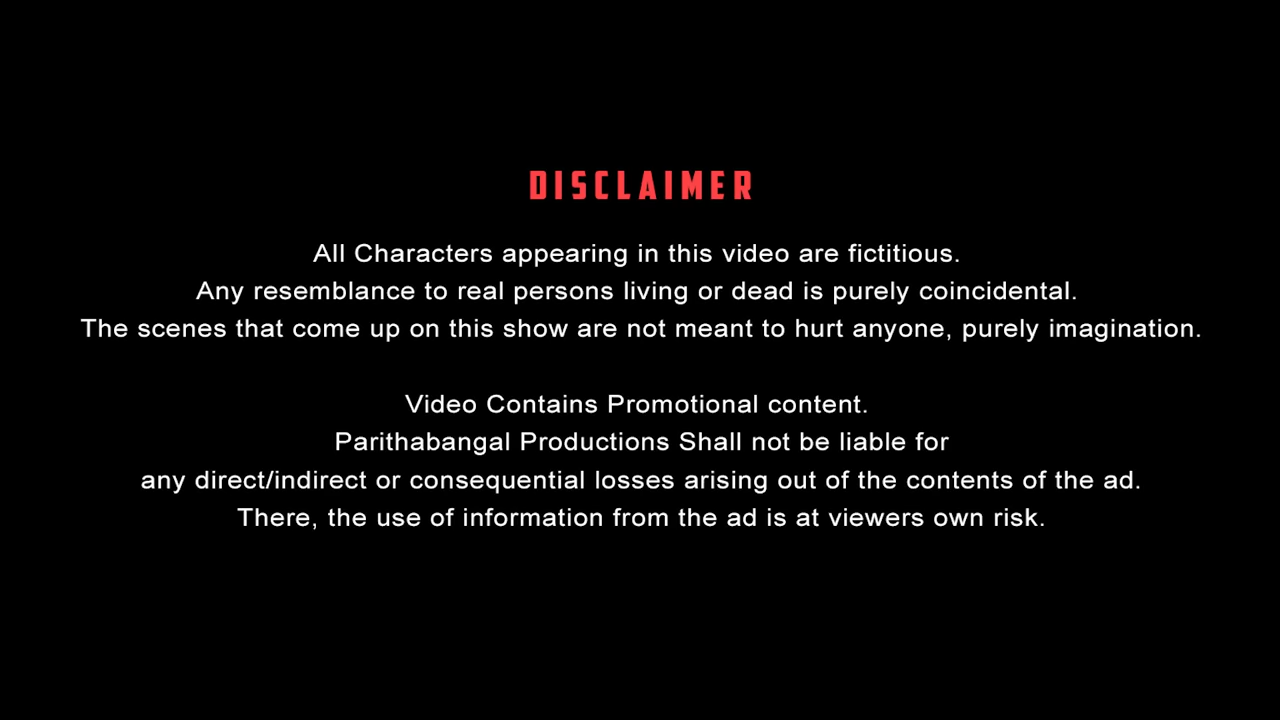 DISCLAIMER
All Characters appearing in this video are fictitious.
Any resemblance to real persons living or dead is purely coincidental.
The scenes that come up on this show are not meant to hurt anyone, purely imagination.
Video Contains Promotional content.
Parithabangal Productions Shall not be liable for
any direct/indirect or consequential losses arising out of the contents of the ad.
There, the use of information from the ad is at viewers own risk.